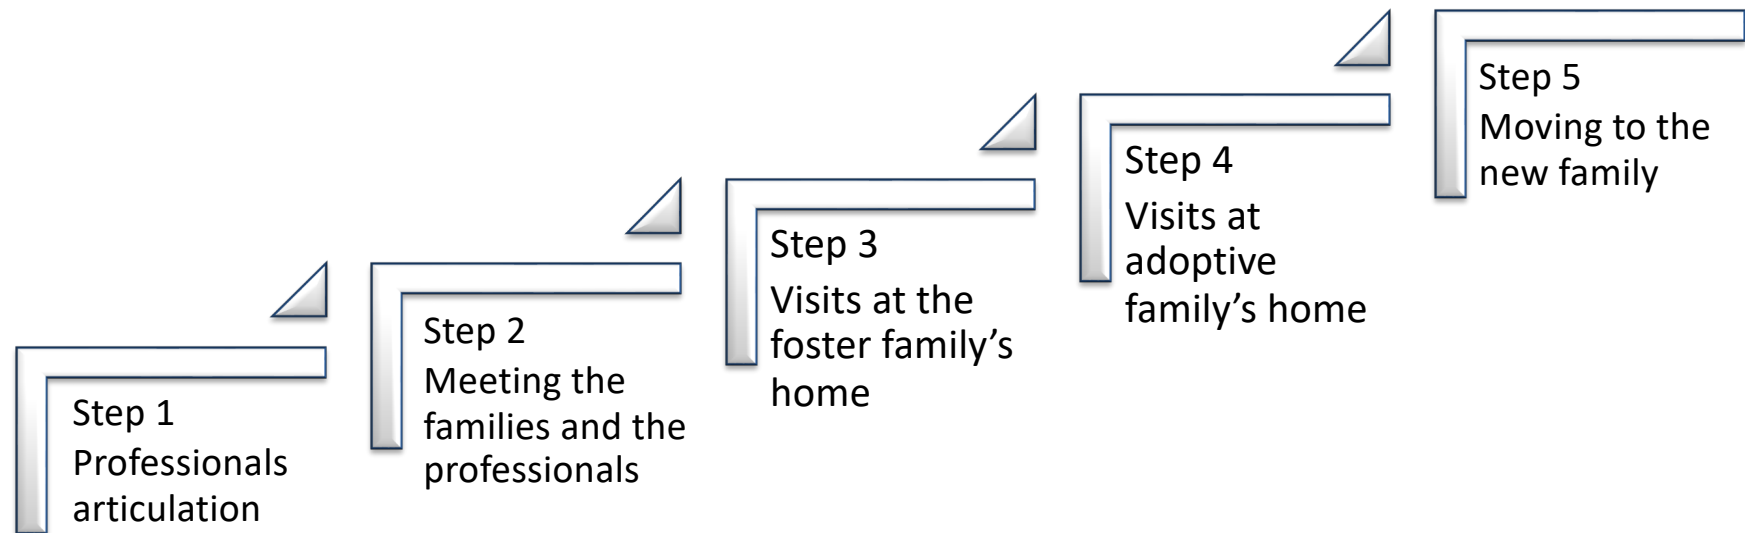 Step 1
Professionals
articulation
Step 2
Meeting the
families and the
professionals
Step 3
Visits at the
foster family’s
home
Step 4
Visits at
adoptive
family’s home
Step 5
Moving to the
new family